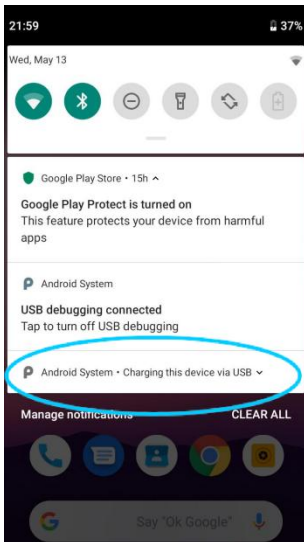 21:59 37%
Wed, May 13
Google Play Store • 15h
Google Play Protect is turned on
This feature protects your device from harmful
apps
Android System
USB debugging connected
Tap to turn off USB debugging
Android System • Charging this device via USB
Manage notifications CLEAR ALL
G Say "Ok Google"